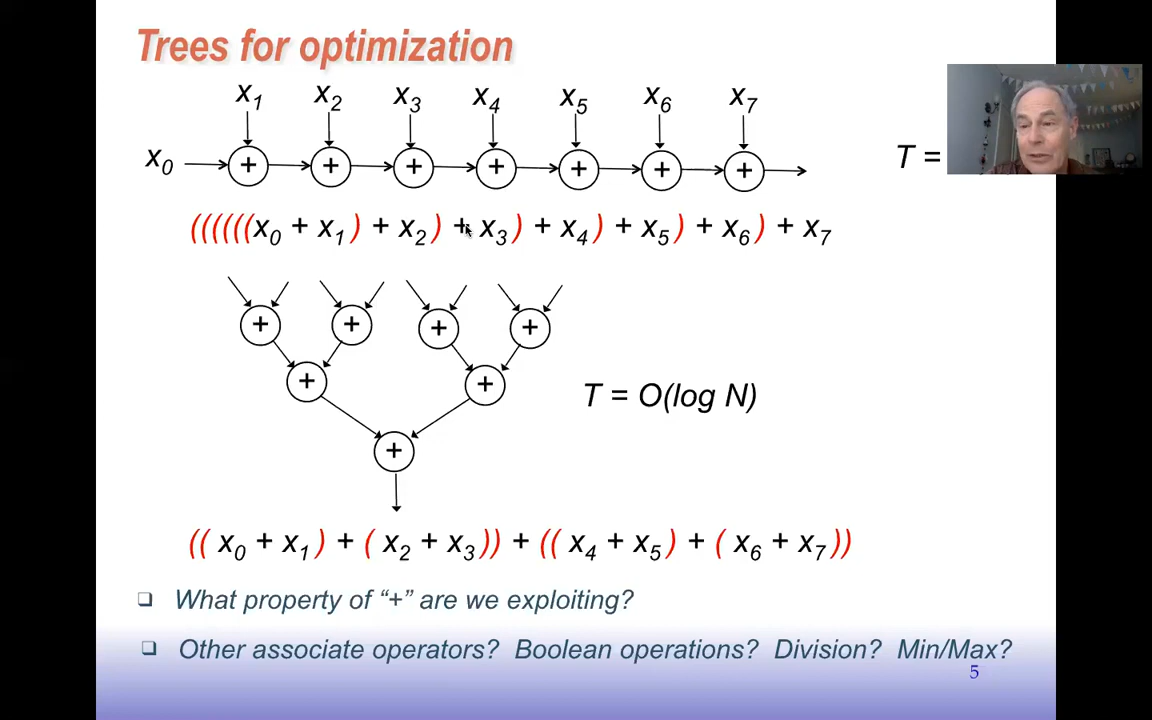 Trees for optimization
x1 x2 x3 x4 x5 x6 x7
x0 + + + + + + + T =
((((((x0 + x1 ) + x2 ) + x3 ) + x4 ) + x5 ) + x6 ) + x7
+ + + +
+ + T = O(log N)
+
(( x0 + x1 ) + ( x2 + x3 )) + (( x4 + x5 ) + ( x6 + x7 ))
❑ What property of “+” are we exploiting?
❑ Other associate operators? Boolean operations? Division? Min/Max?
5